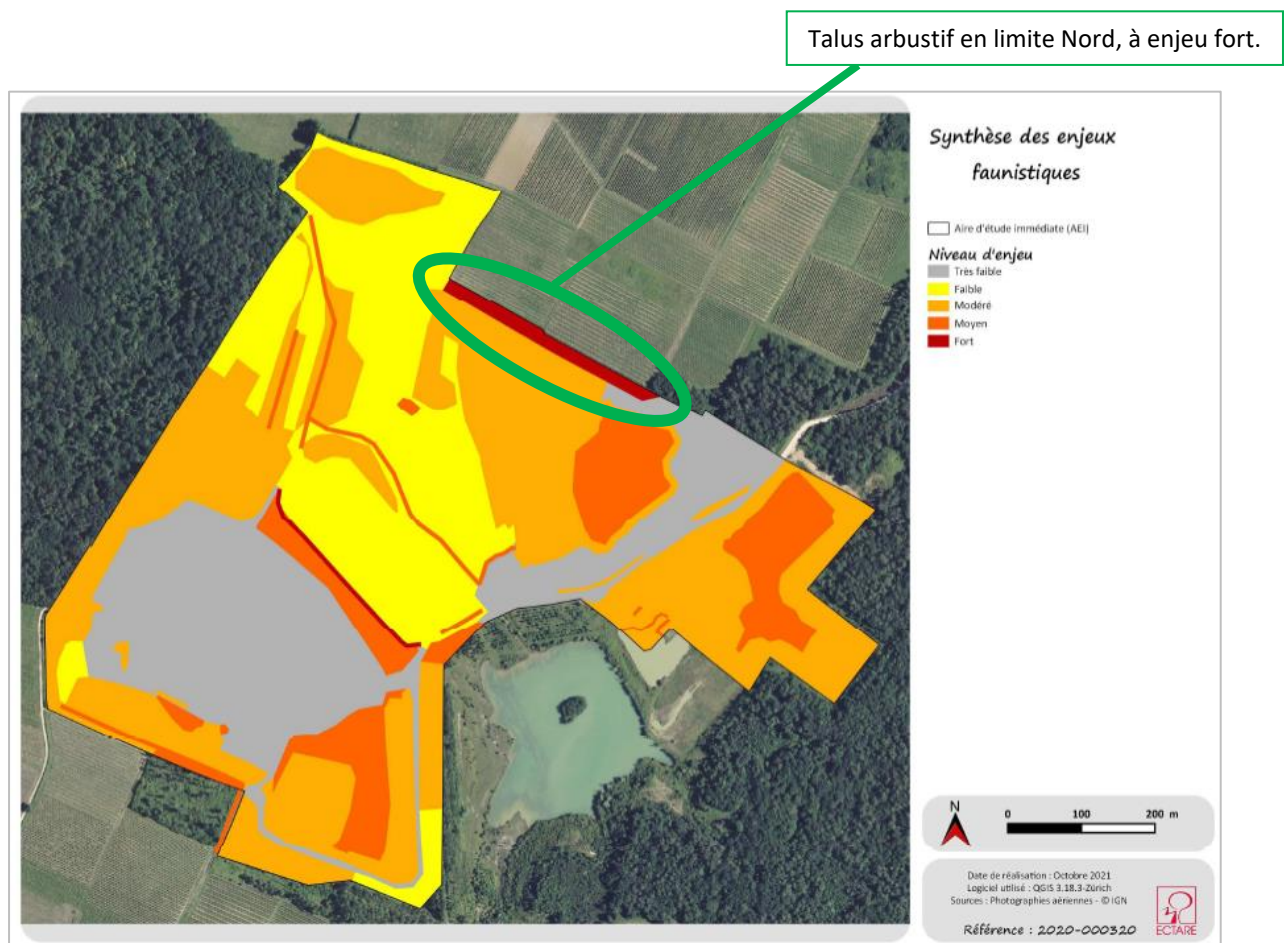 Talus arbustif en limite Nord, à enjeu fort.
Synthèse des enjeux
faunistiques
Aire d'étude immédiate (AEI)
Niveau d'enjeu
Très faible
Faible
Modéré
Moyen
Fort
N
0 100 200 m
Date de réalisation : Octobre 2021
Logiciel utilisé : QGIS 3.18.3-Zürich
Sources : Photographies aériennes - © IGN
Référence : 2020-000320
ECTARE